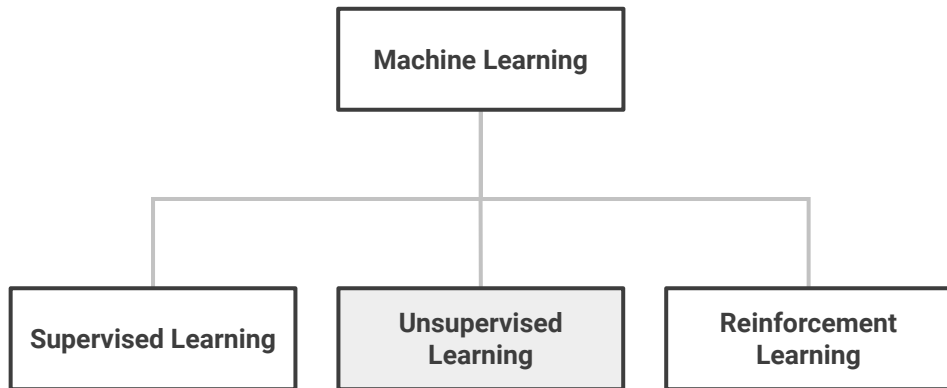 Machine Learning
Supervised Learning
Unsupervised
Learning
Reinforcement
Learning